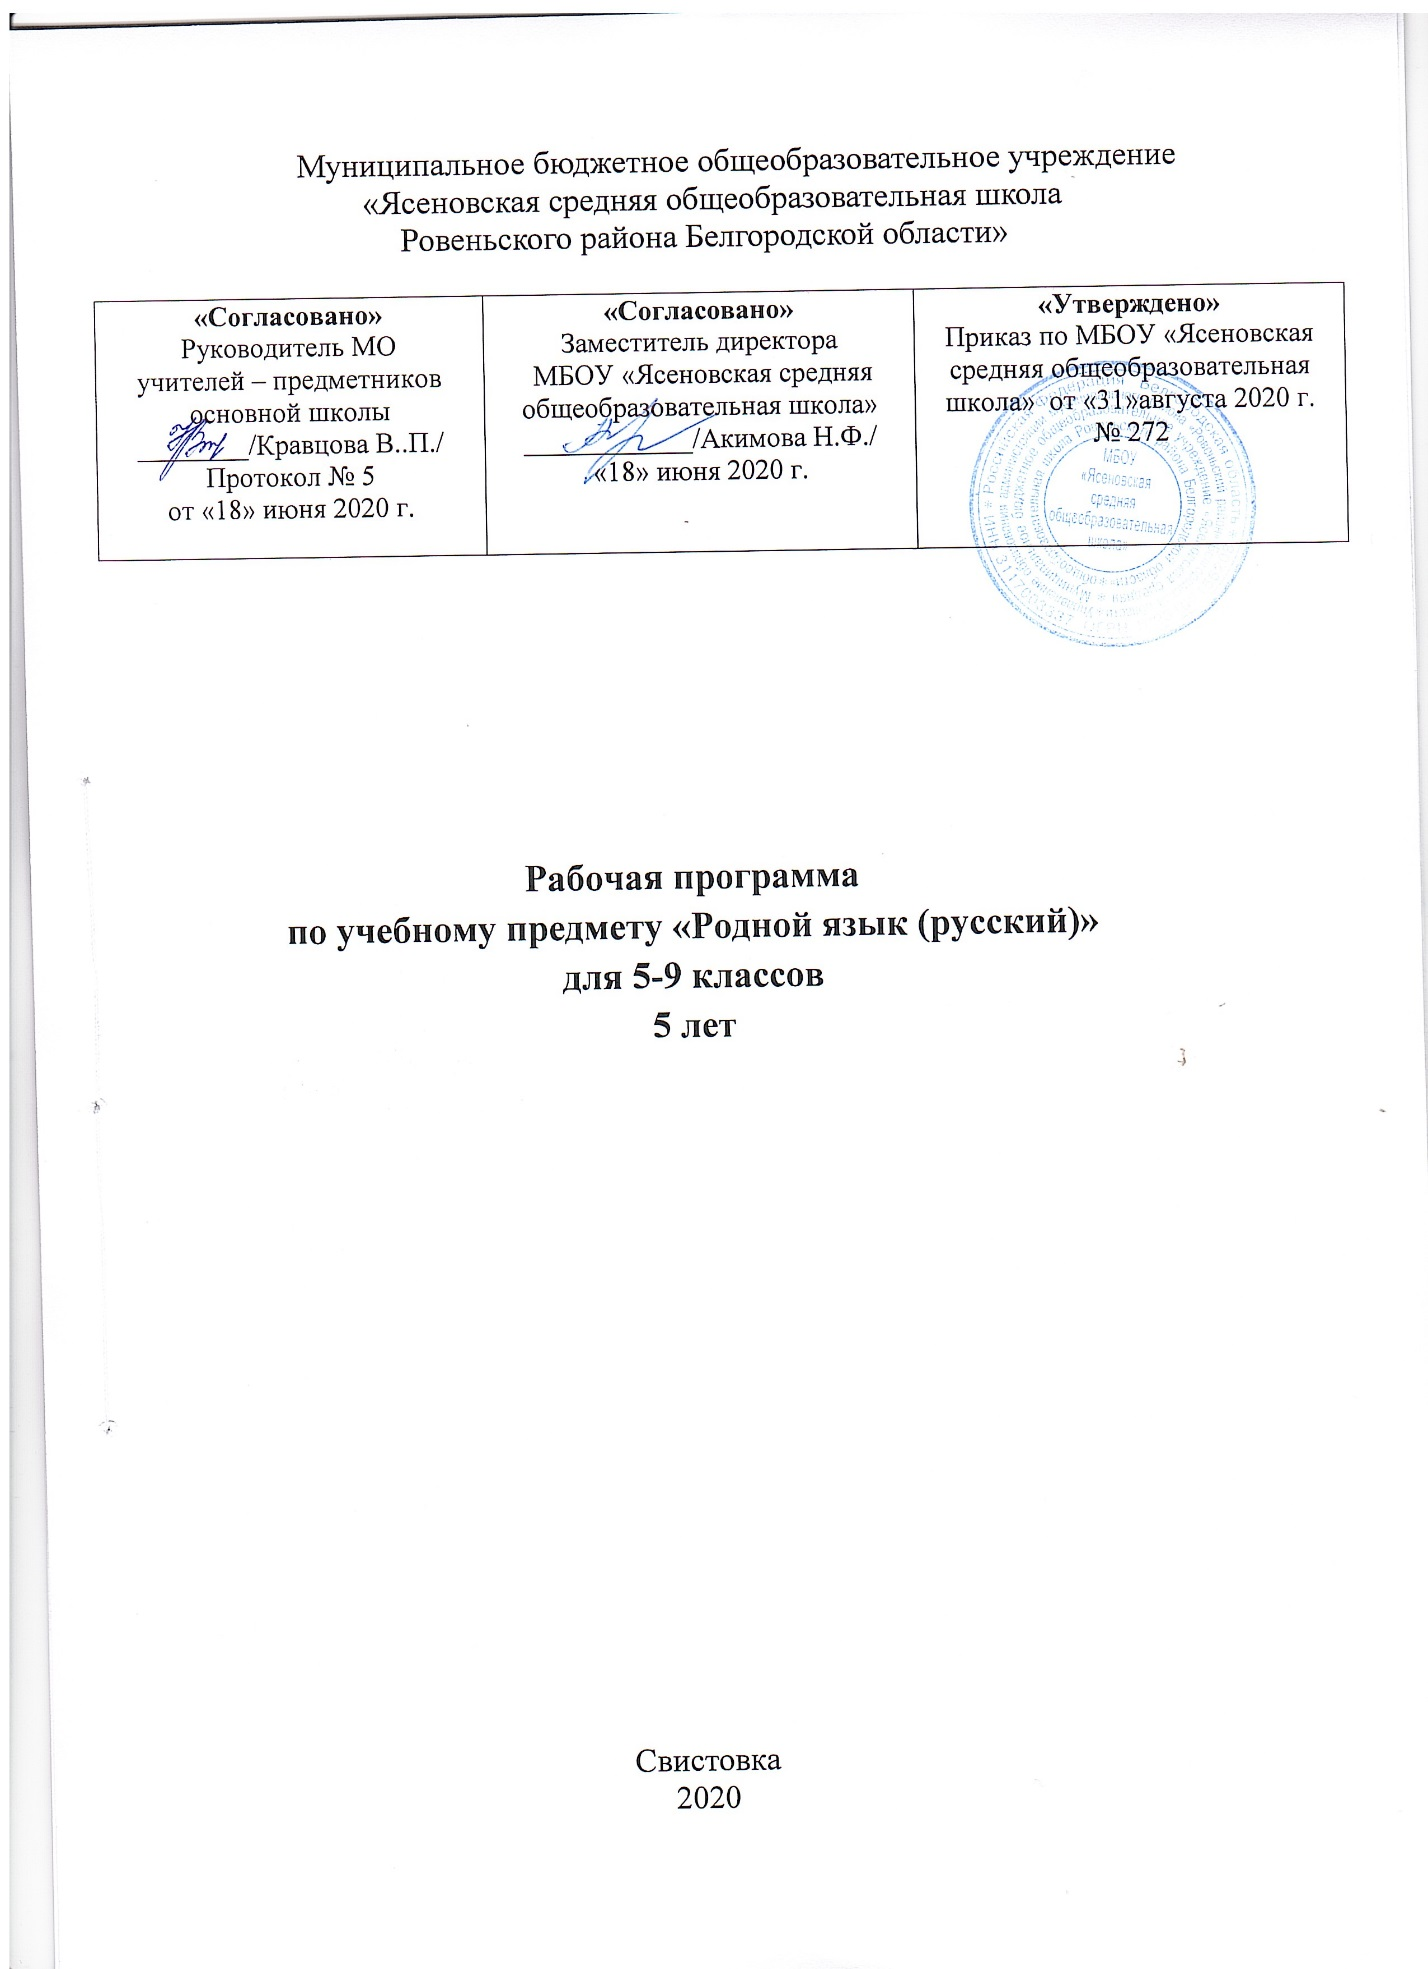 Муниципальное бюджетное общеобразовательное учреждение
«Ясеновская средняя общеобразовательная школа
Ровеньского района Белгородской области»
«Согласовано»
Руководитель МО
учителей – предметников
основной школы
________/Кравцова В..П./
Протокол № 5
от «18» июня 2020 г.
«Согласовано»
Заместитель директора
МБОУ «Ясеновская средняя
общеобразовательная школа»
____________/Акимова Н.Ф./
«18» июня 2020 г.
«Утверждено»
Приказ по МБОУ «Ясеновская
средняя общеобразовательная
школа» от «31»августа 2020 г.
№ 272
МБОУ
«Ясеновская
средняя
общеобразовательная
школа»
Рабочая программа
по учебному предмету «Родной язык (русский)»
для 5-9 классов
5 лет
Свистовка
2020